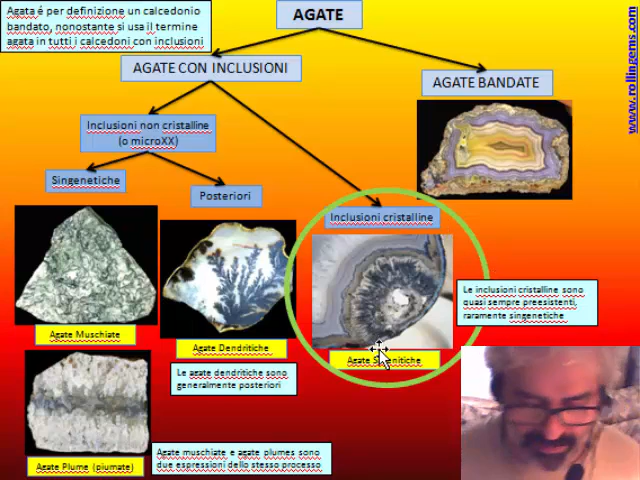 AGATE
Agata é per definizione un calcedonio
bandato, nonostante si usa il termine
agata in tutti i calcedoni con inclusioni
www.rollingems.com
AGATE CON INCLUSIONI
AGATE BANDATE
Inclusioni non cristalline
(o microXX)
Singenetiche
Posteriori
Inclusioni cristalline
Le inclusioni cristaline sono
quasi sempre preesistenti,
raramente singenetiche
Agate Muschiate
Agate Dendritiche
Agate
Le agate dendritiche sono
generalmente posteriori
Agate Plume (piumate)
Agate muschiate e agate plumes sono
due expressioni dello stesso processo